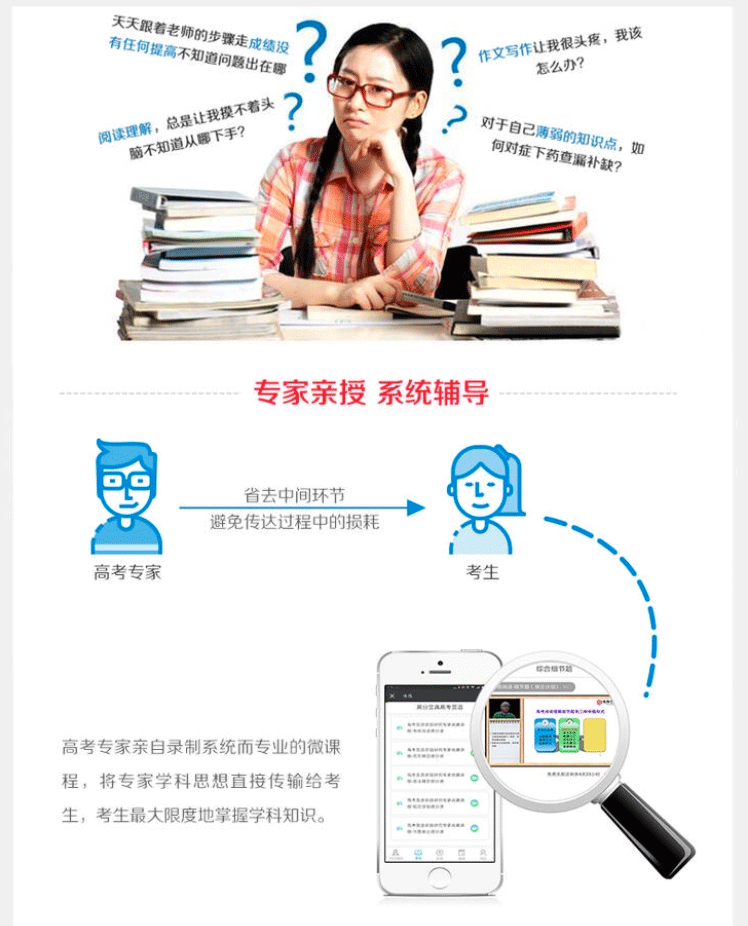 天天跟着老师的步骤走成绩没
有任何提高不知道问题出在哪
作文写作让我很头疼，我该
怎么办?
阅读理解，总是让我摸不着头
脑不知道从哪下手?
对于自己薄弱的知识点，如
何对症下药查漏补缺?
专家亲授 系统辅导
省去中间环节
避免传达过程中的损耗
高考专家
考生
综合细节题
高考专家亲自录制系统而专业的微课
程，将专家学科思想直接传输给考
生，考生最大限度地掌握学科知识。